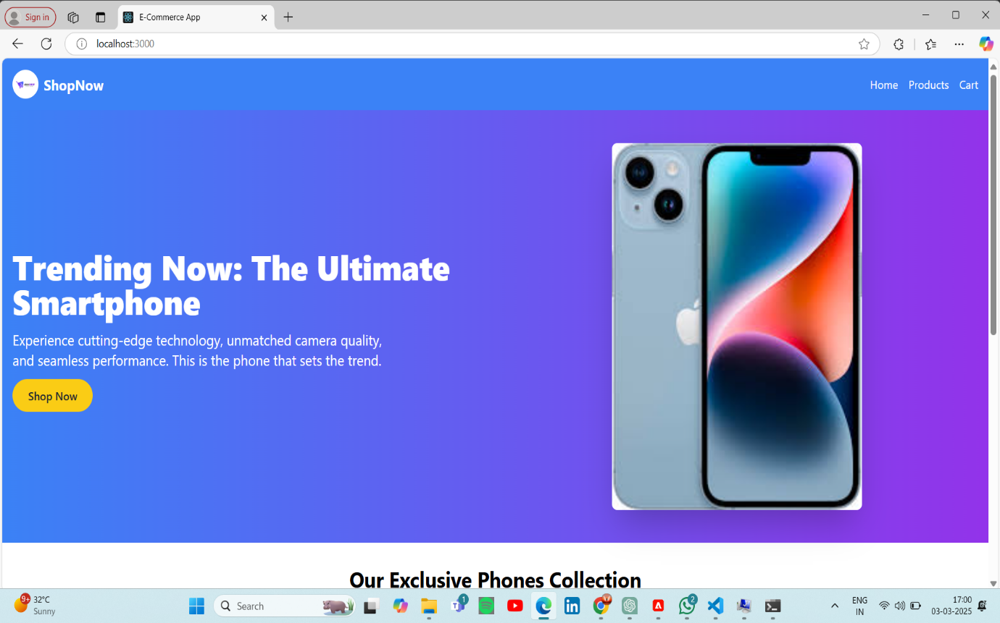 Sign in
E-Commerce App
localhost:3000
ShopNow
Home Products Cart
Trending Now: The Ultimate
Smartphone
Experience cutting-edge technology, unmatched camera quality,
and seamless performance. This is the phone that sets the trend.
Shop Now
Our Exclusive Phones Collection
9+
32°C
Sunny
Search
1
2
ENG
IN
17:00
03-03-2025